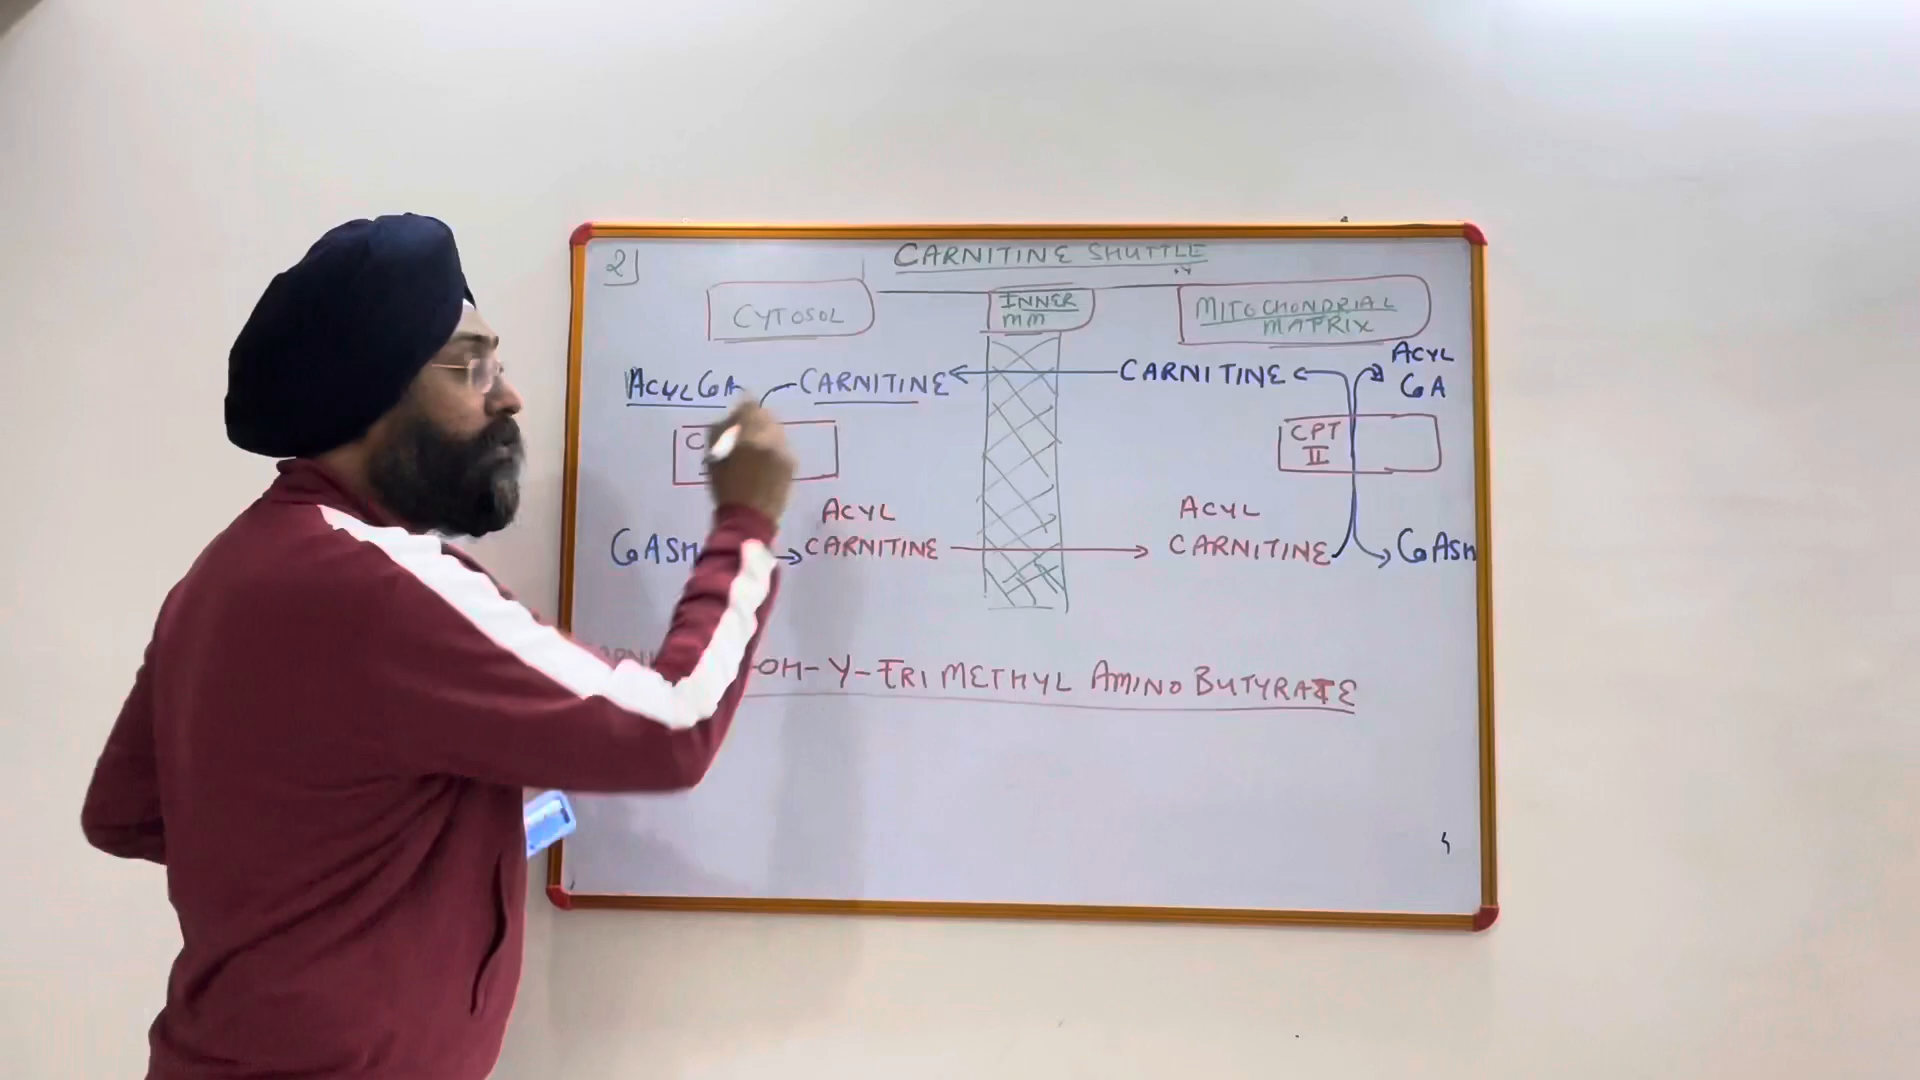 2]
CARNITINE SHUTTLE
CYTOSOL
INNER
MM
MITOCHONDRIAL
MATRIX
ACYL COA
CARNITINE
CARNITINE
ACYL
COA
CPT
II
COASH
ACYL
CARNITINE
ACYL
CARNITINE
COASH
OH-γ-TRIMETHYL AMINO BUTYRATE